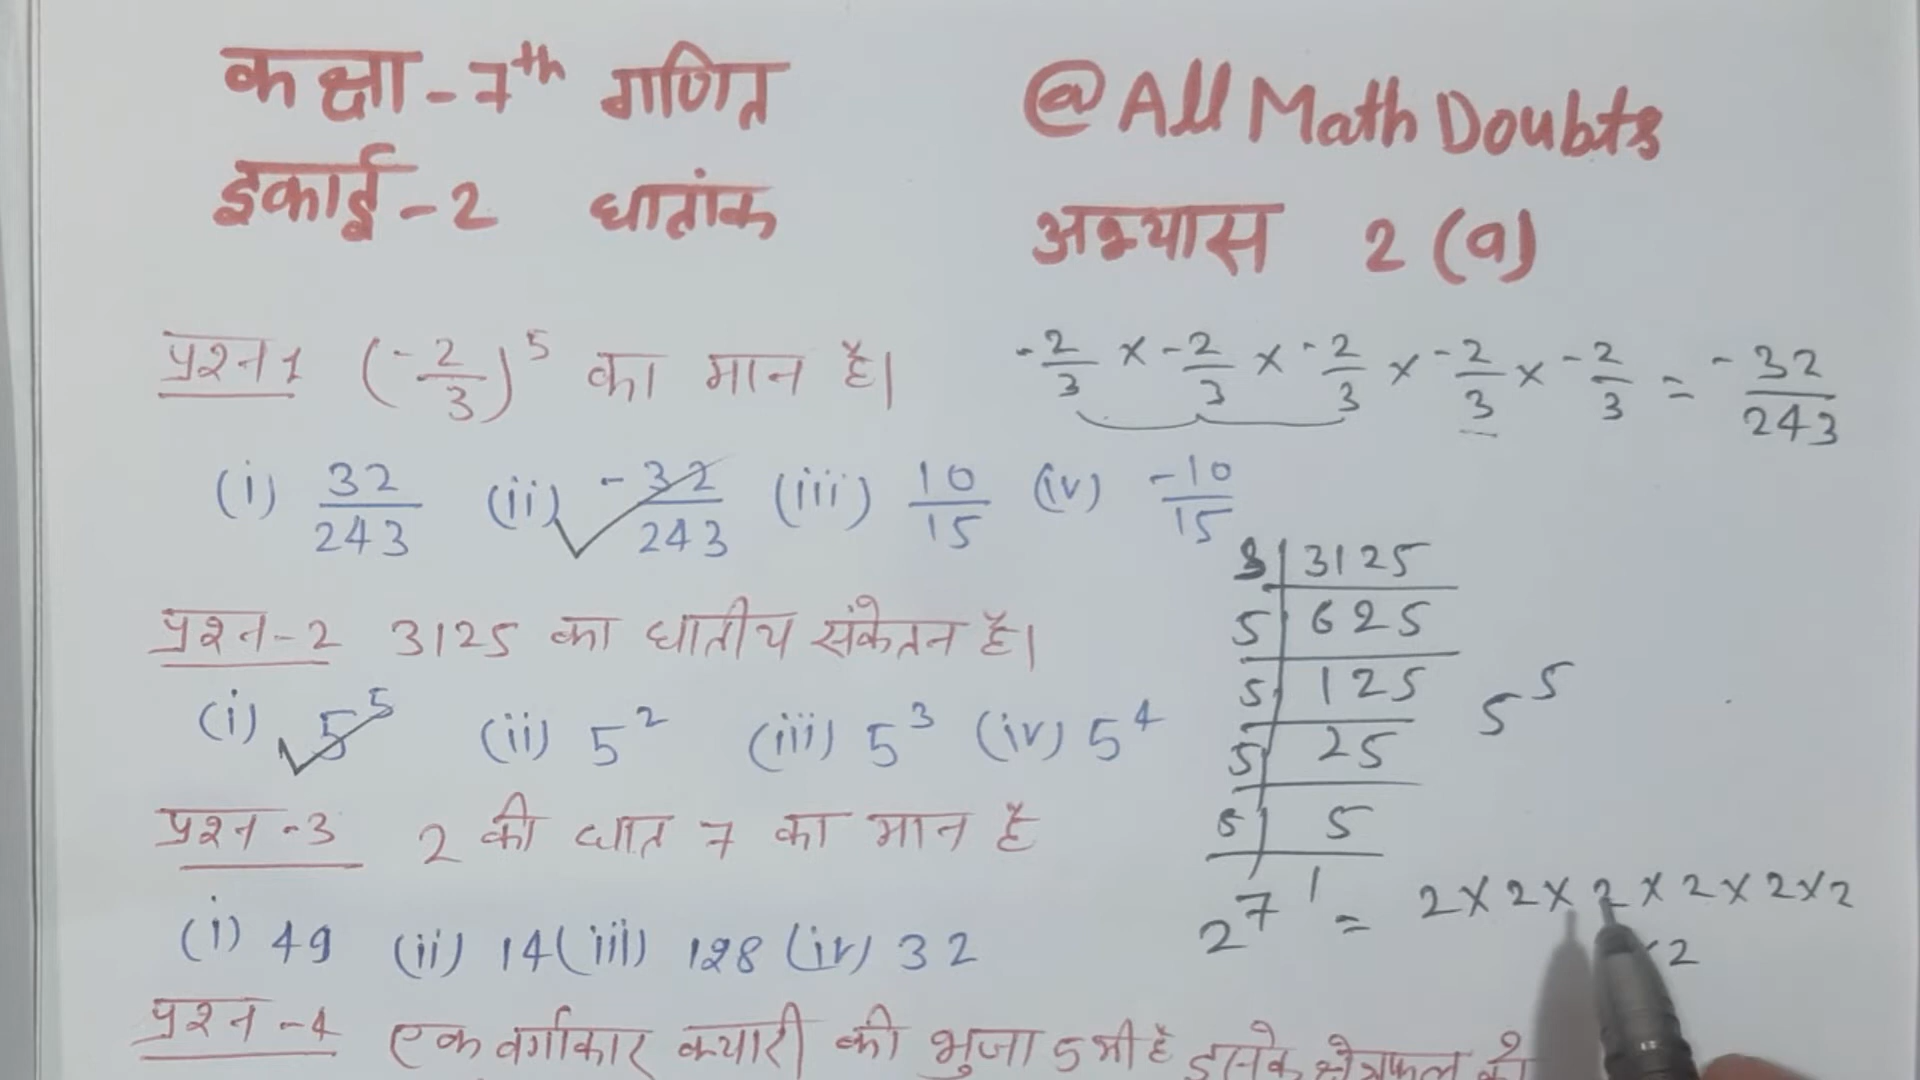 कक्षा-7th गणित @All Math Doubts
इकाई-2 घातांक अभ्यास 2(a)
प्रश्न 1 (-2/3)^5 का मान है।
-2/3 × -2/3 × -2/3 × -2/3 × -2/3 = -32/243
(i) 32/243 (ii) -32/243 (iii) 10/15 (iv) -10/15
प्रश्न-2 3125 का घातीय संकेतन है।
(i) 5^5 (ii) 5^2 (iii) 5^3 (iv) 5^4
3125
5 | 625
5 | 125
5 | 25
5 | 5
1
5^5
प्रश्न-3 2 की घात 7 का मान है
2^7 = 2×2×2×2×2×2
×2
(i) 49 (ii) 14 (iii) 128 (iv) 32
प्रश्न-4 एक वर्गाकार क्यारी की भुजा 5 मी है इसके क्षेत्रफल को